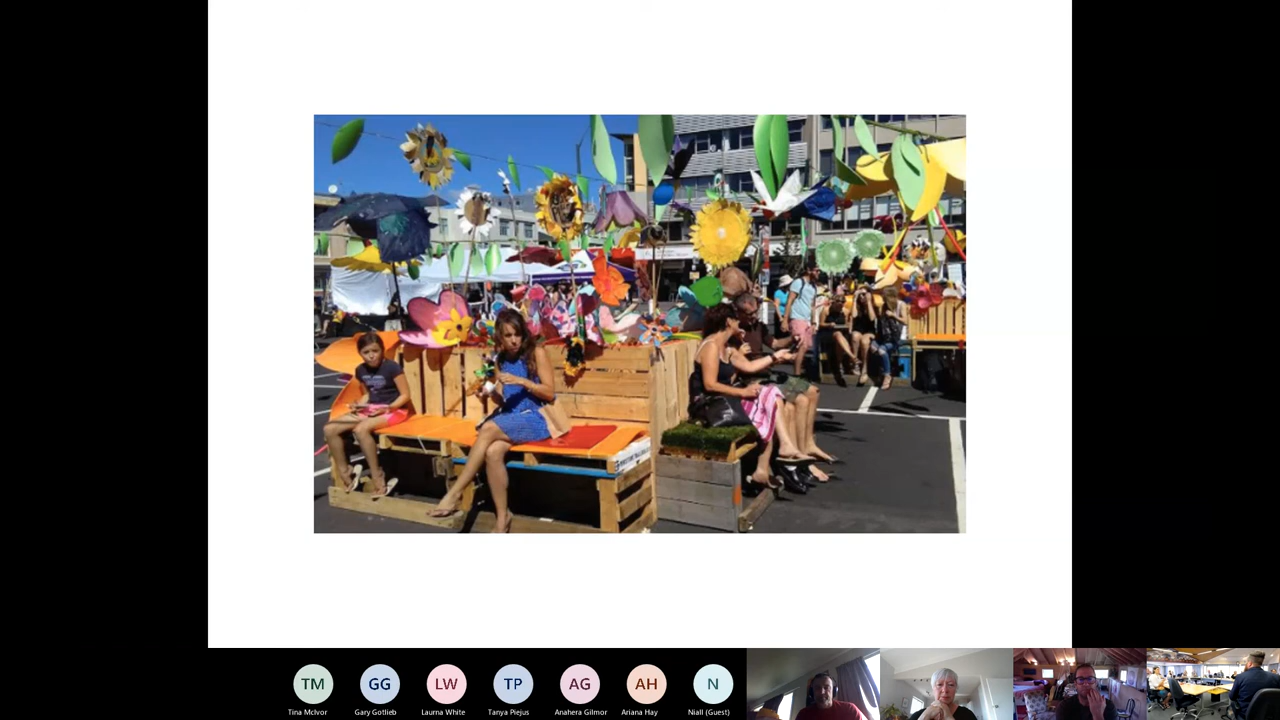 TM
GG
LW
TP
AG
AH
N
Tina McIvor
Gary Gotlieb
Laurna White
Tanya Piejus
Anahera Gilmor
Ariana Hay
Niall (Guest)